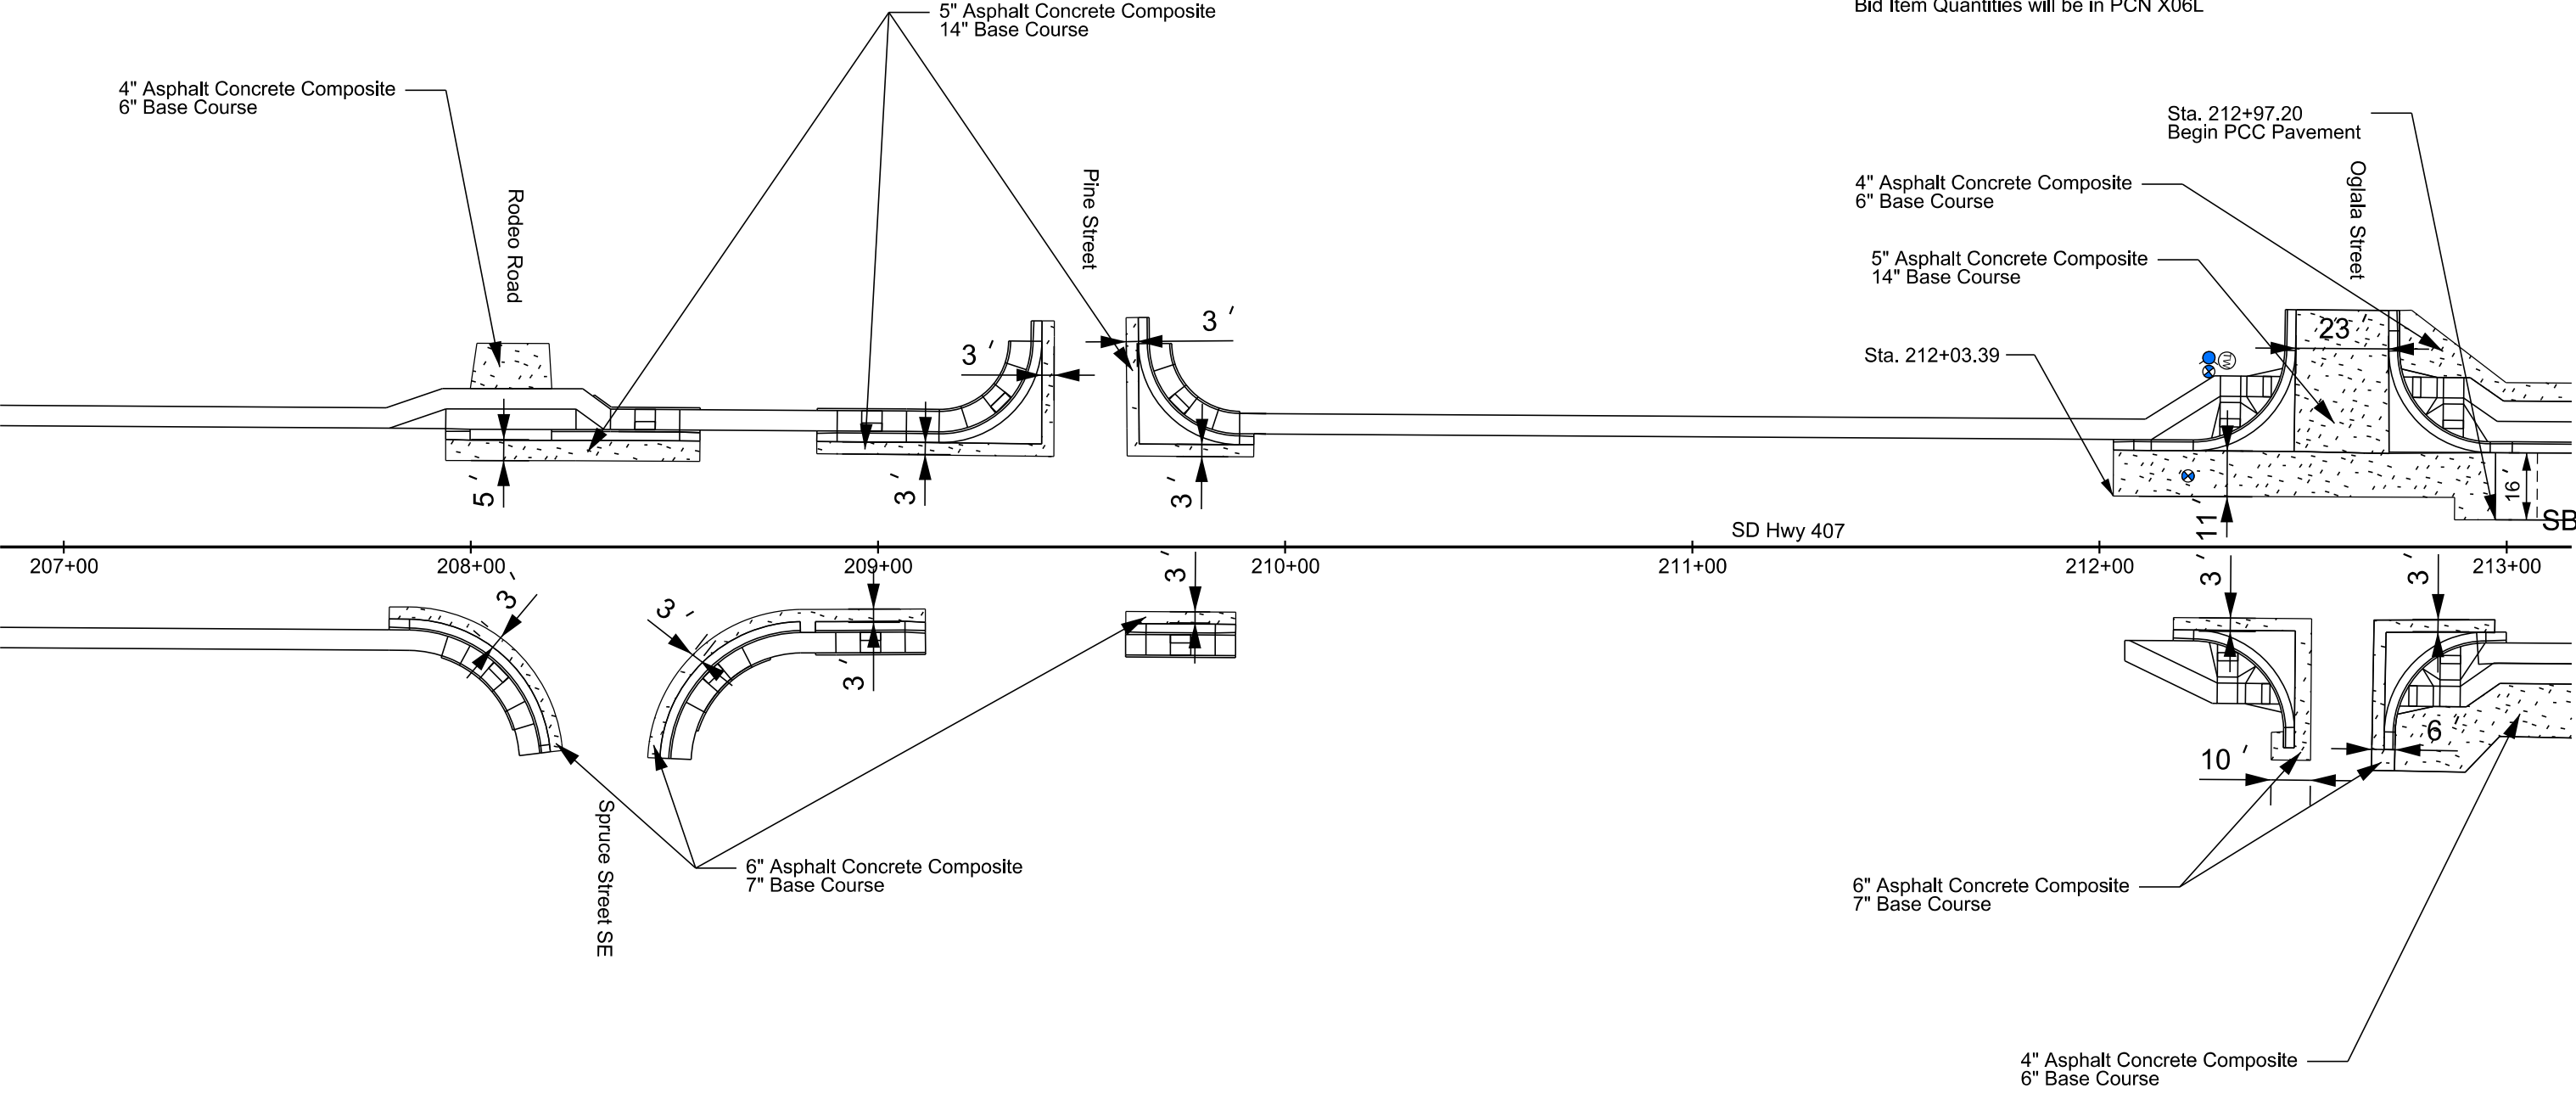 Bid Item Quantities will be in PCN X06L
5" Asphalt Concrete Composite
14" Base Course
4" Asphalt Concrete Composite
6" Base Course
Sta. 212+97.20
Begin PCC Pavement
4" Asphalt Concrete Composite
6" Base Course
5" Asphalt Concrete Composite
14" Base Course
Sta. 212+03.39
Rodeo Road
Pine Street
Oglala Street
3 '
3 '
23
TW
5 '
3 '
3 '
11 '
16 '
SD Hwy 407
SB
207+00
208+00
209+00
210+00
211+00
212+00
213+00
3 '
3 '
3 '
3 '
3 '
3 '
6 '
10 '
Spruce Street SE
6" Asphalt Concrete Composite
7" Base Course
6" Asphalt Concrete Composite
7" Base Course
4" Asphalt Concrete Composite
6" Base Course